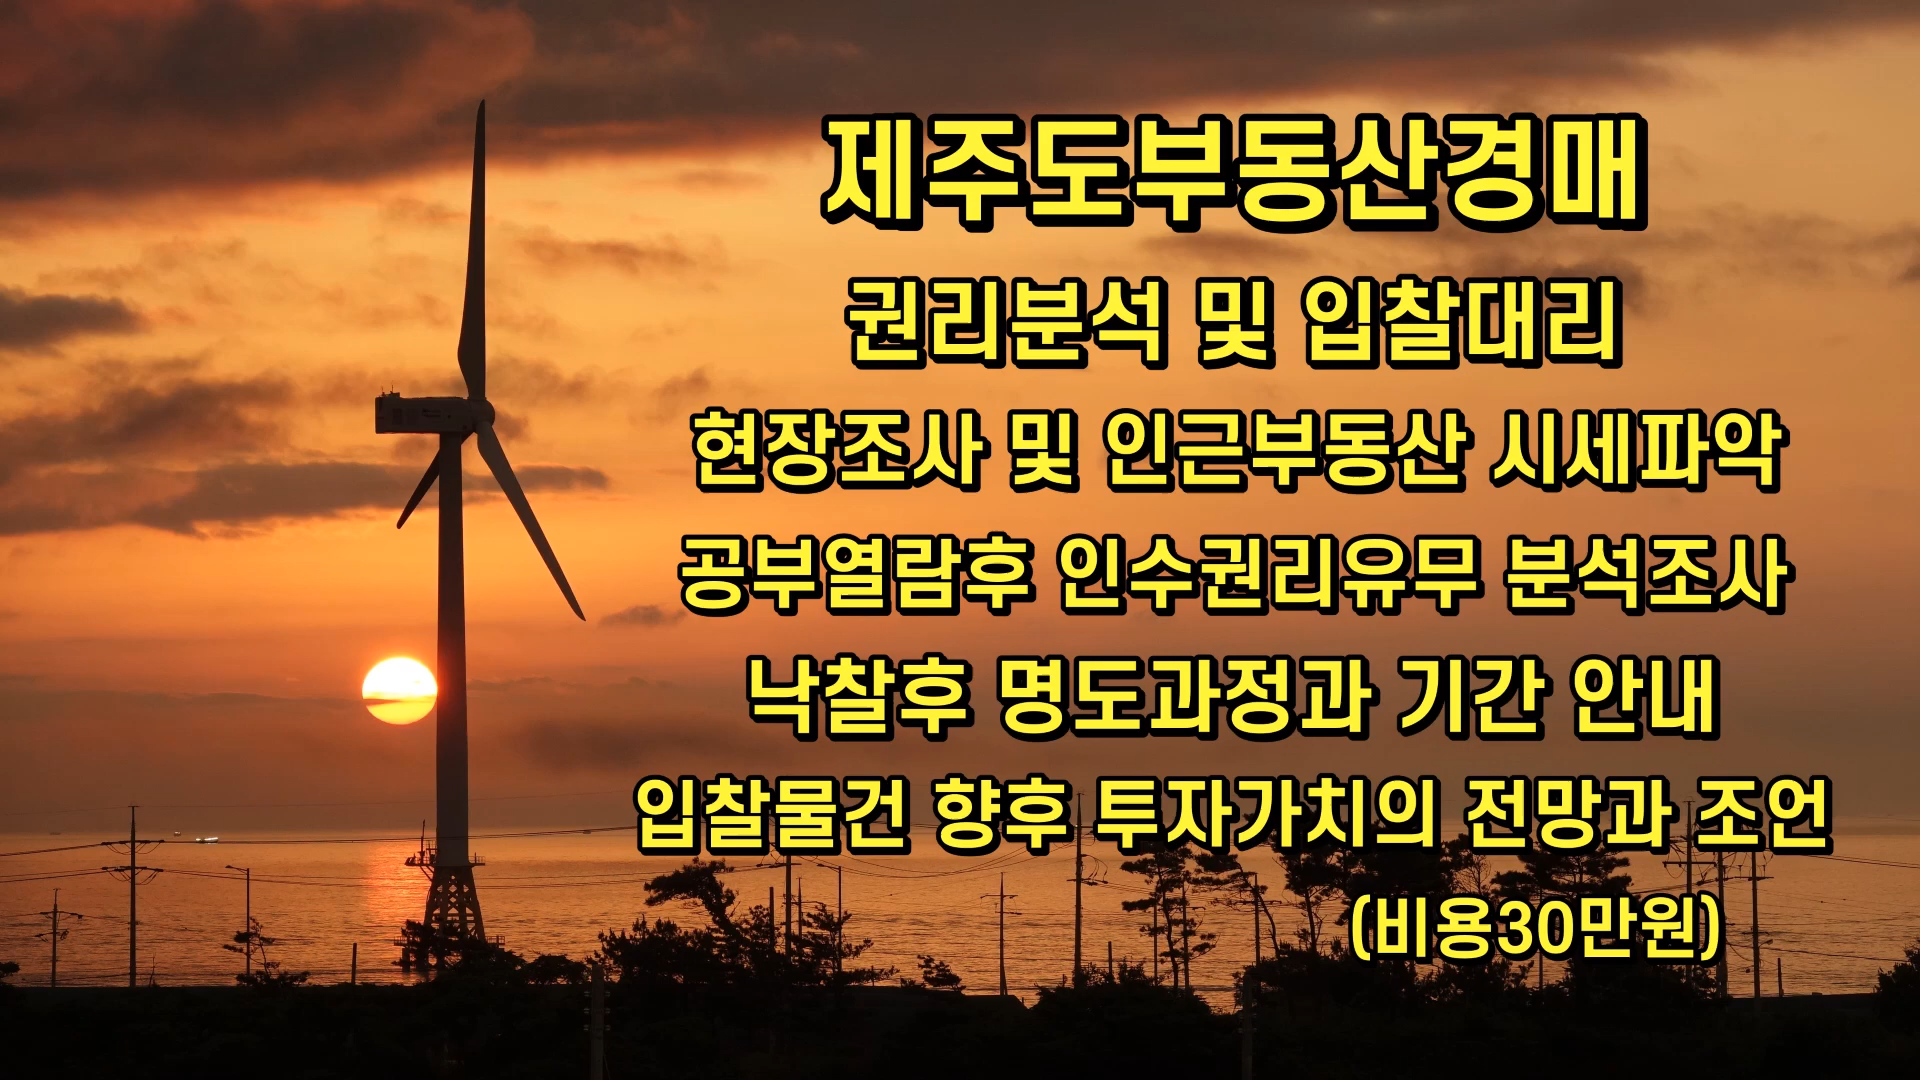 제주도부동산경매
권리분석 및 입찰대리
현장조사 및 인근부동산 시세파악
공부열람후 인수권리유무 분석조사
낙찰후 명도과정과 기간 안내
입찰물건 향후 투자가치의 전망과 조언
(비용30만원)